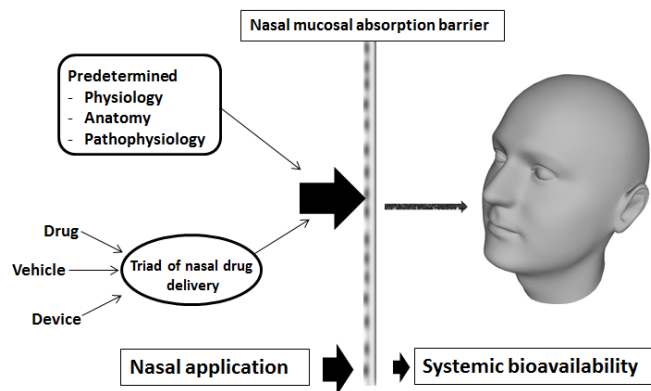 Nasal mucosal absorption barrier
Predetermined
- Physiology
- Anatomy
- Pathophysiology
Drug
Vehicle
Device
Triad of nasal drug
delivery
Nasal application
Systemic bioavailability